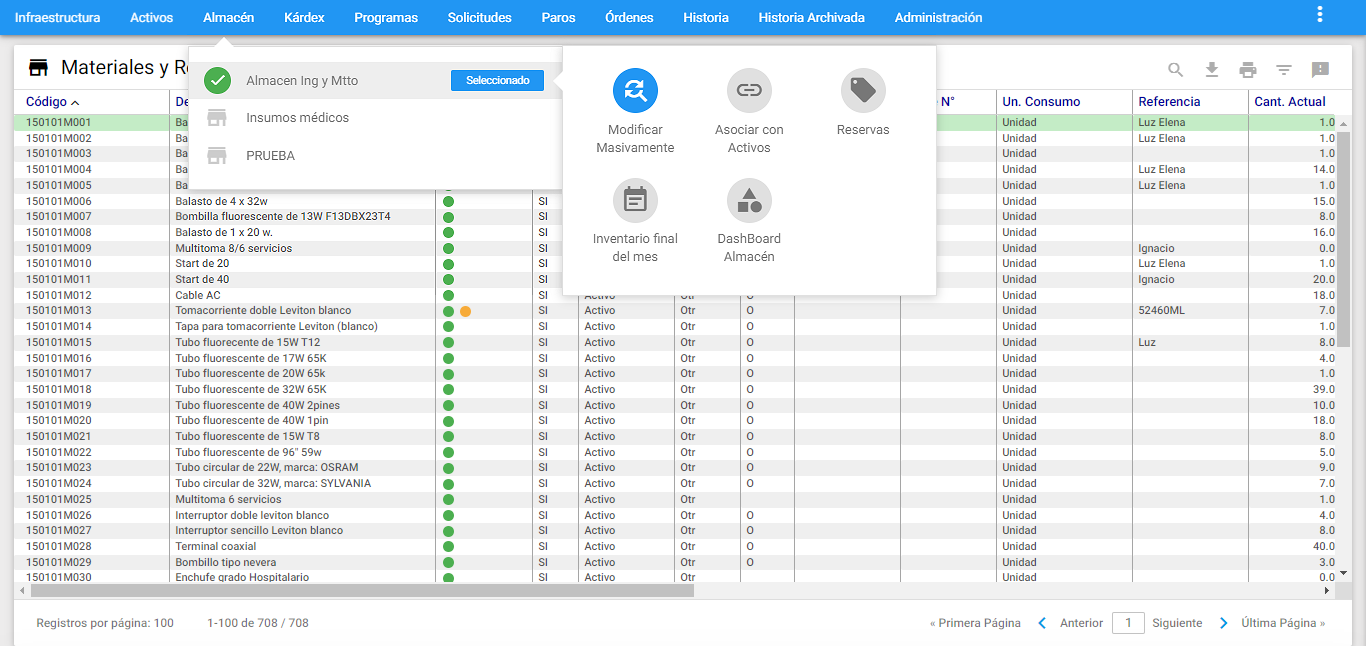 Infraestructura Activos Almacén Kárdex Programas Solicitudes Paros Órdenes Historia Historia Archivada Administración
Materiales y R
Almacen Ing y Mtto Seleccionado
Insumos médicos
PRUEBA
Modificar Masivamente
Asociar con Activos
Reservas
Inventario final del mes
DashBoard Almacén
Código De N° Un. Consumo Referencia Cant. Actual
150101M001 Ba Unidad Luz Elena 1.0
150101M002 Ba Unidad Luz Elena 1.0
150101M003 Ba Unidad 1.0
150101M004 Ba Unidad Luz Elena 14.0
150101M005 Ba Unidad Luz Elena 1.0
150101M006 Balasto de 4 x 32w SI Unidad 15.0
150101M007 Bombilla fluorescente de 13W F13DBX23T4 SI Unidad 8.0
150101M008 Balasto de 1 x 20 w. SI Unidad 16.0
150101M009 Multitoma 8/6 servicios SI Unidad Ignacio 0.0
150101M010 Start de 20 SI Unidad Luz Elena 1.0
150101M011 Start de 40 SI Unidad Ignacio 20.0
150101M012 Cable AC SI Activo Otr O Unidad 18.0
150101M013 Tomacorriente doble Leviton blanco SI Activo Otr O Unidad 52460ML 7.0
150101M014 Tapa para tomacorriente Leviton (blanco) SI Activo Otr O Unidad 1.0
150101M015 Tubo fluorecente de 15W T12 SI Activo Otr O Unidad Luz 8.0
150101M016 Tubo fluorescente de 17W 65K SI Activo Otr O Unidad 4.0
150101M017 Tubo fluorescente de 20W 65k SI Activo Otr O Unidad 1.0
150101M018 Tubo fluorescente de 32W 65K SI Activo Otr O Unidad 39.0
150101M019 Tubo fluorescente de 40W 2pines SI Activo Otr O Unidad 10.0
150101M020 Tubo fluorescente de 40W 1pin SI Activo Otr O Unidad 18.0
150101M021 Tubo fluorescente de 15W T8 SI Activo Otr O Unidad 8.0
150101M022 Tubo fluorescente de 96" 59w SI Activo Otr O Unidad 5.0
150101M023 Tubo circular de 22W, marca: OSRAM SI Activo Otr O Unidad 9.0
150101M024 Tubo circular de 32W, marca: SYLVANIA SI Activo Otr O Unidad 7.0
150101M025 Multitoma 6 servicios SI Activo Otr Unidad 1.0
150101M026 Interruptor doble leviton blanco SI Activo Otr O Unidad 4.0
150101M027 Interruptor sencillo Leviton blanco SI Activo Otr O Unidad 8.0
150101M028 Terminal coaxial SI Activo Otr O Unidad 40.0
150101M029 Bombillo tipo nevera SI Activo Otr O Unidad 3.0
150101M030 Enchufe grado Hospitalario SI Activo Otr Unidad 0.0
Registros por página: 100 1-100 de 708 / 708 « Primera Página Anterior 1 Siguiente Última Página »